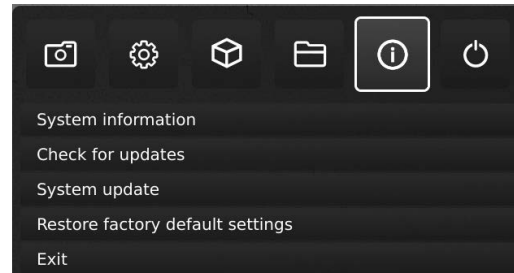 System information
Check for updates
System update
Restore factory default settings
Exit